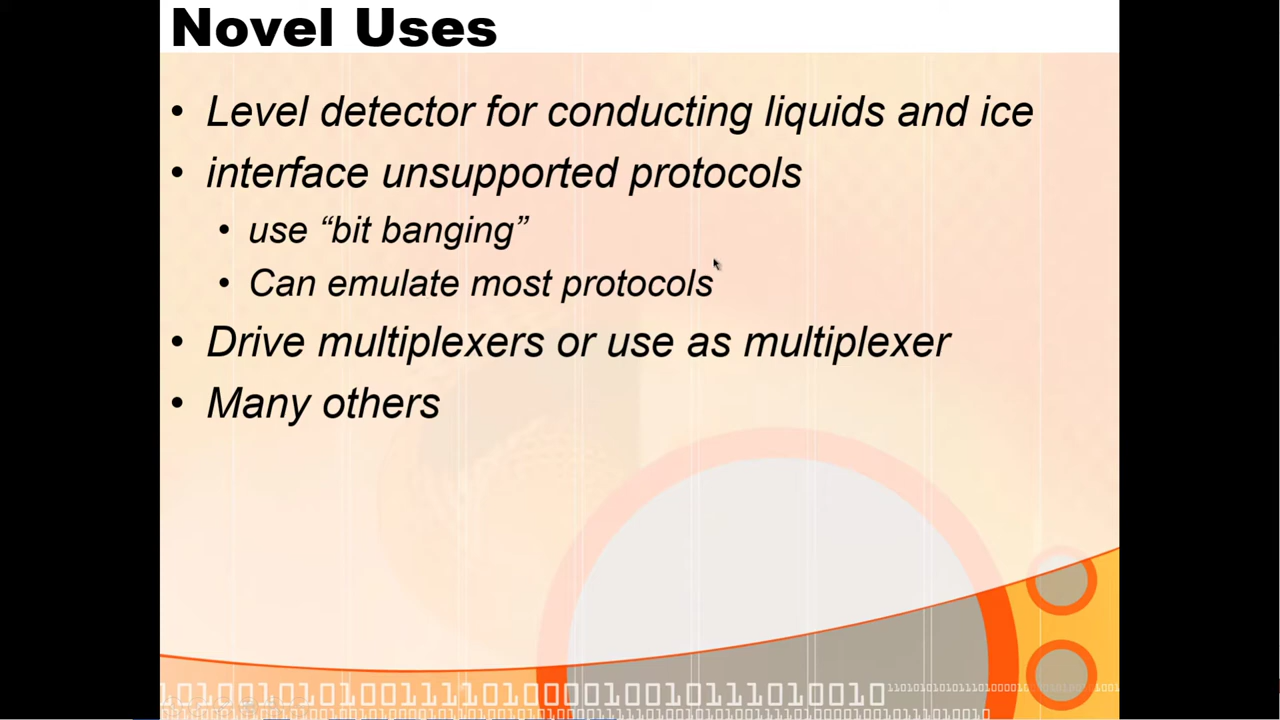 Novel Uses
• Level detector for conducting liquids and ice
• interface unsupported protocols
• use “bit banging”
• Can emulate most protocols
• Drive multiplexers or use as multiplexer
• Many others